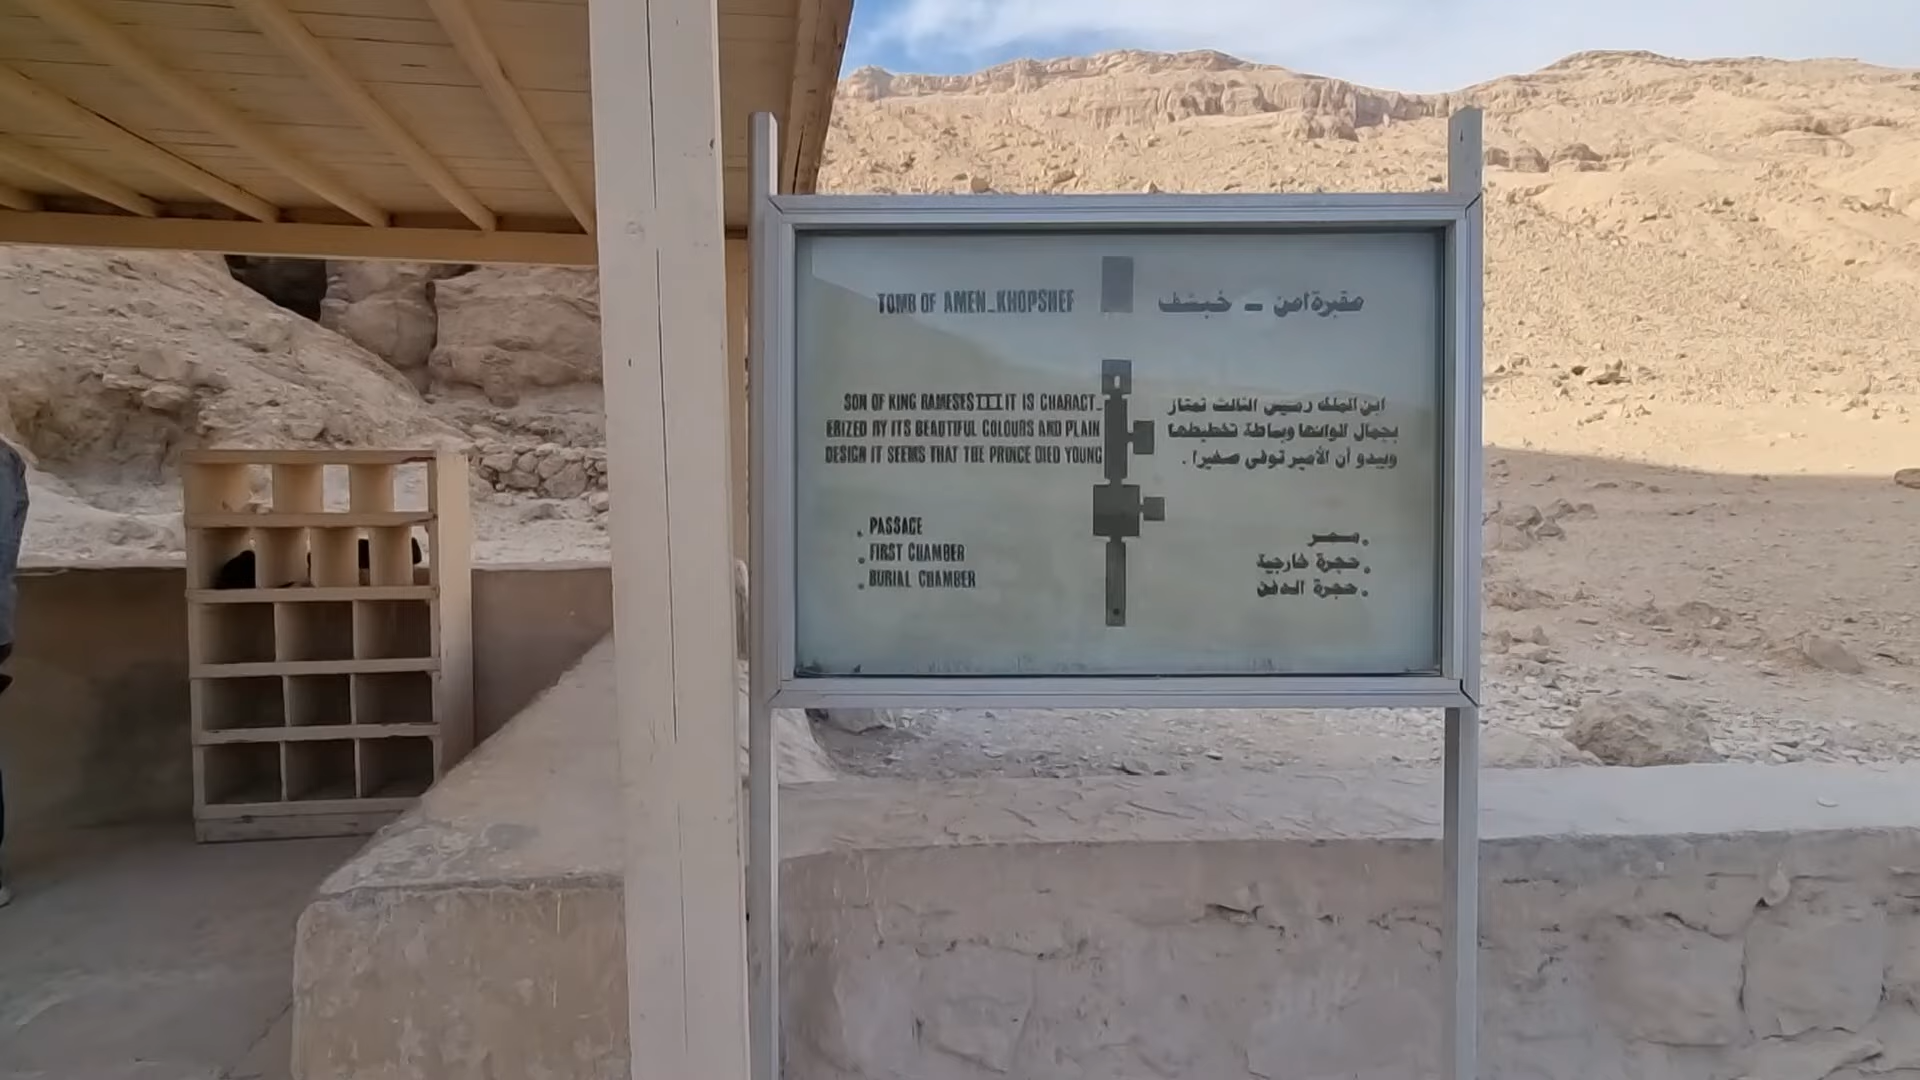 TOMB OF AMEN_KHOPSHEF
مقبرة امن _ خبشف
SON OF KING RAMESES III IT IS CHARACT_
ERIZED BY ITS BEAUTIFUL COLOURS AND PLAIN
DESIGN IT SEEMS THAT THE PRINCE DIED YOUNG
ابن الملك رمسيس الثالث تمتاز
بجمال الوانها وبساطة تخطيطها
ويبدو أن الأمير توفى صغيرا .
. PASSAGE
. FIRST CHAMBER
. BURIAL CHAMBER
. ممر
. حجرة خارجية
. حجرة الدفن